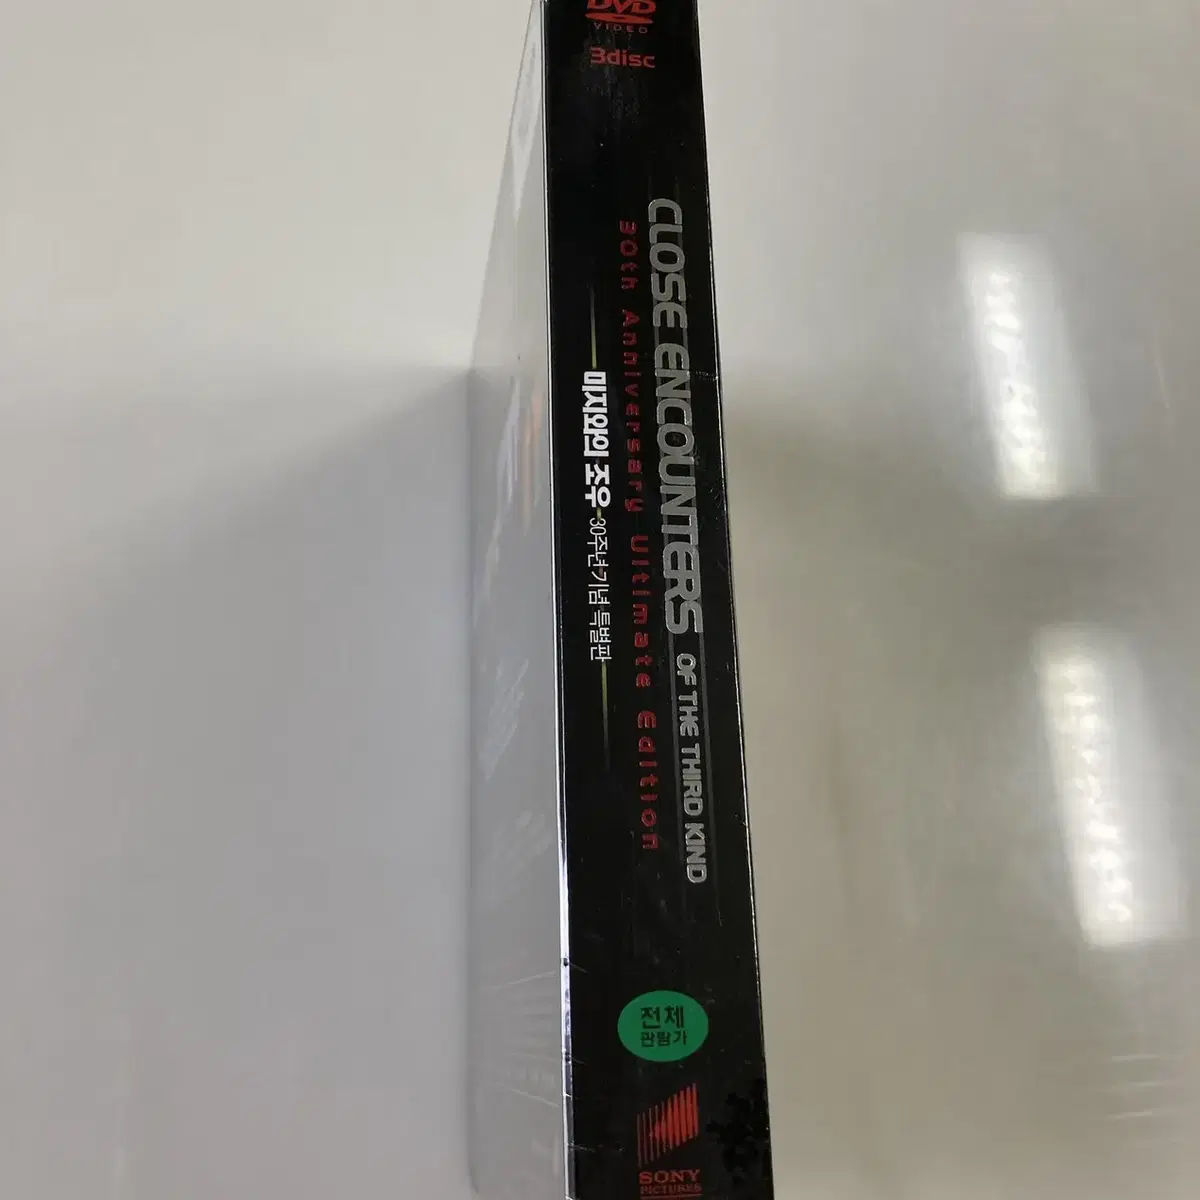 DVD
VIDEO
3disc
CLOSE ENCOUNTERS OF THE THIRD KIND
30th Anniversary Ultimate Edition
미지와의 조우 30주년 기념 특별판
전체
관람가
SONY
PICTURES